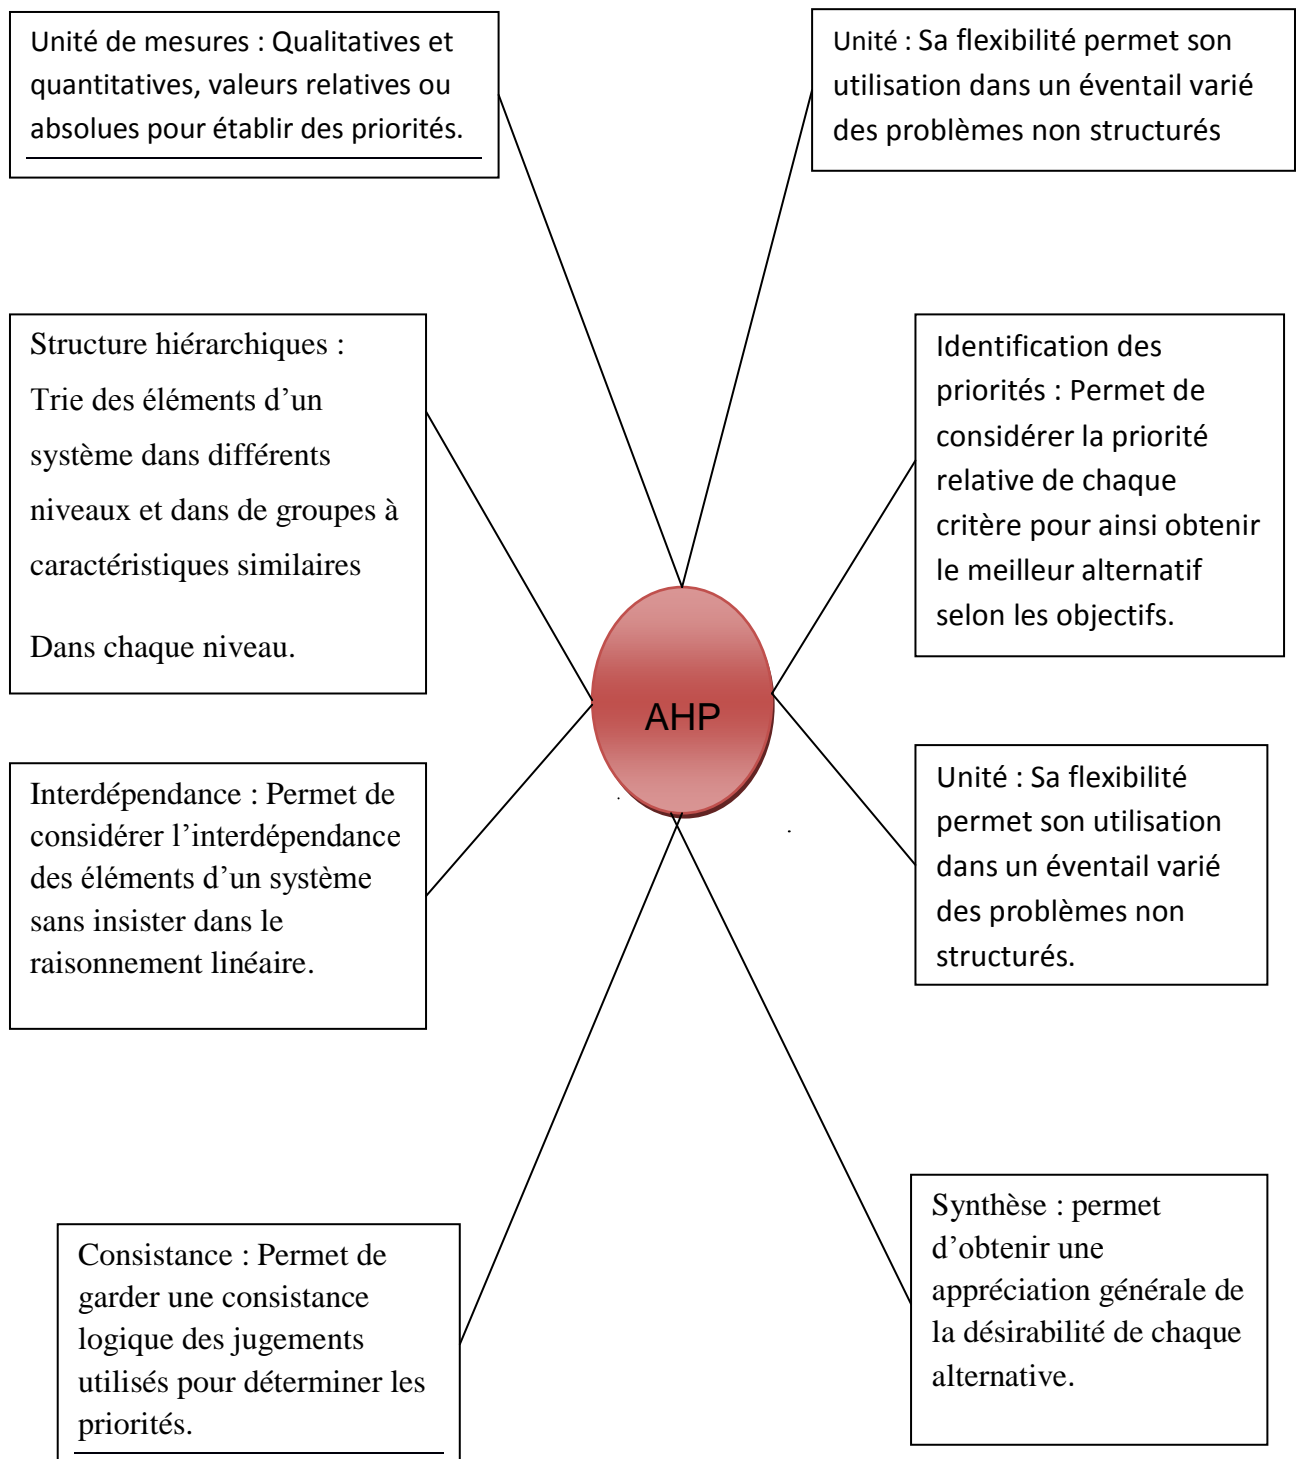 Unité de mesures : Qualitatives et
quantitatives, valeurs relatives ou
absolues pour établir des priorités.
Unité : Sa flexibilité permet son
utilisation dans un éventail varié
des problèmes non structurés
Structure hiérarchiques :
Trie des éléments d’un
système dans différents
niveaux et dans de groupes à
caractéristiques similaires
Dans chaque niveau.
Identification des
priorités : Permet de
considérer la priorité
relative de chaque
critère pour ainsi obtenir
le meilleur alternatif
selon les objectifs.
AHP
Interdépendance : Permet de
considérer l’interdépendance
des éléments d’un système
sans insister dans le
raisonnement linéaire.
Unité : Sa flexibilité
permet son utilisation
dans un éventail varié
des problèmes non
structurés.
Consistance : Permet de
garder une consistance
logique des jugements
utilisés pour déterminer les
priorités.
Synthèse : permet
d’obtenir une
appréciation générale de
la désirabilité de chaque
alternative.